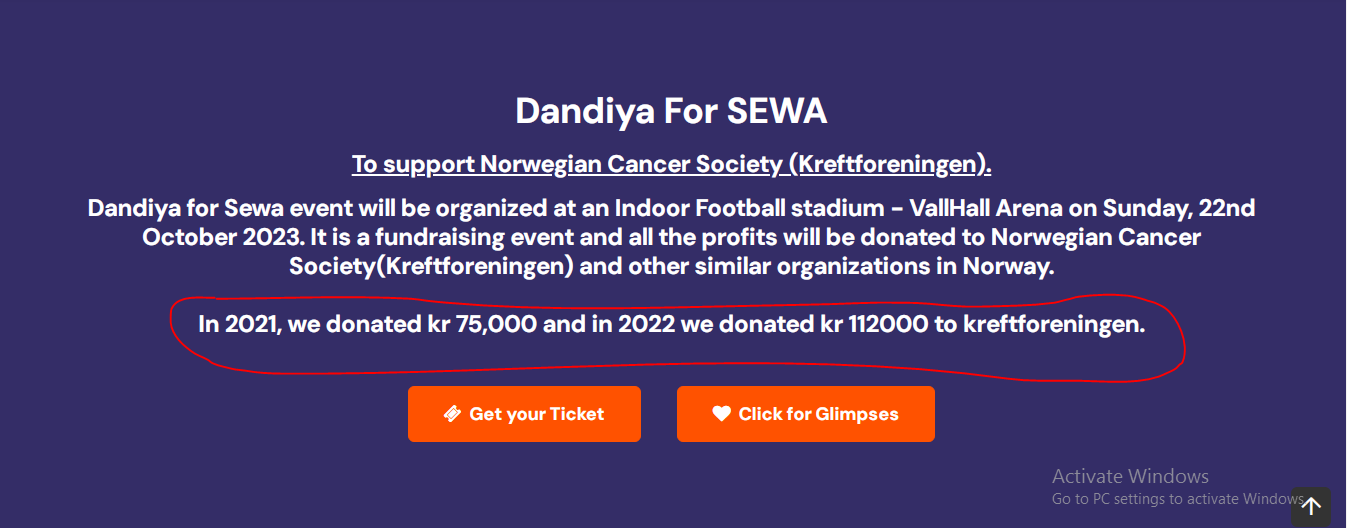 Dandiya For SEWA
To support Norwegian Cancer Society (Kreftforeningen).
Dandiya for Sewa event will be organized at an Indoor Football stadium - VallHall Arena on Sunday, 22nd
October 2023. It is a fundraising event and all the profits will be donated to Norwegian Cancer
Society(Kreftforeningen) and other similar organizations in Norway.
In 2021, we donated kr 75,000 and in 2022 we donated kr 112000 to kreftforeningen.
Get your Ticket
Click for Glimpses
Activate Windows
Go to PC settings to activate Windows.